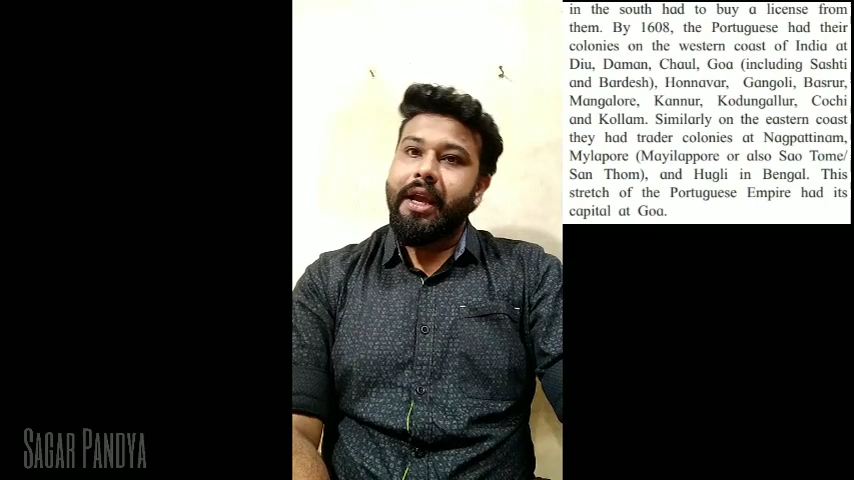 in the south had to buy a license from
them. By 1608, the Portuguese had their
colonies on the western coast of India at
Diu, Daman, Chaul, Goa (including Sashti
and Bardesh), Honnavar, Gangoli, Basrur,
Mangalore, Kannur, Kodungallur, Cochi
and Kollam. Similarly on the eastern coast
they had trader colonies at Nagpattinam,
Mylapore (Mayilappore or also Sao Tome/
San Thom), and Hugli in Bengal. This
stretch of the Portuguese Empire had its
capital at Goa.
SAGAR PANDYA